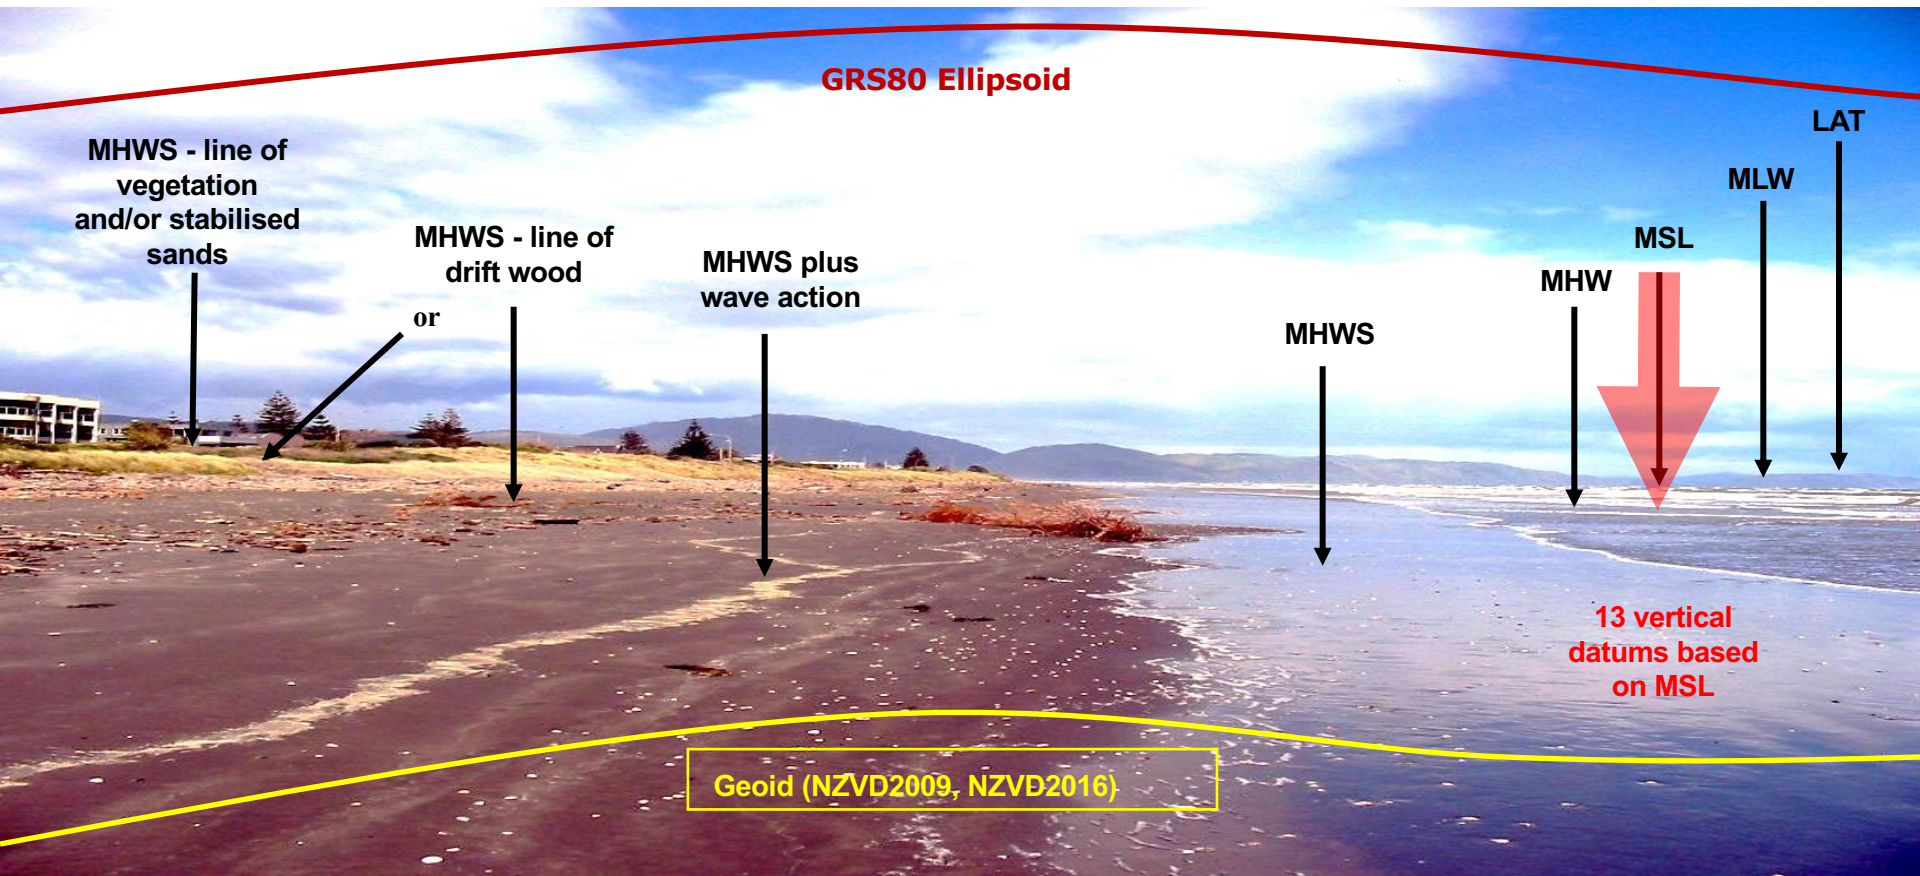 GRS80 Ellipsoid
MHWS - line of
vegetation
and/or stabilised
sands
or
MHWS - line of
drift wood
MHWS plus
wave action
MHWS
MHW
MSL
MLW
LAT
13 vertical
datums based
on MSL
Geoid (NZVD2009, NZVD2016)